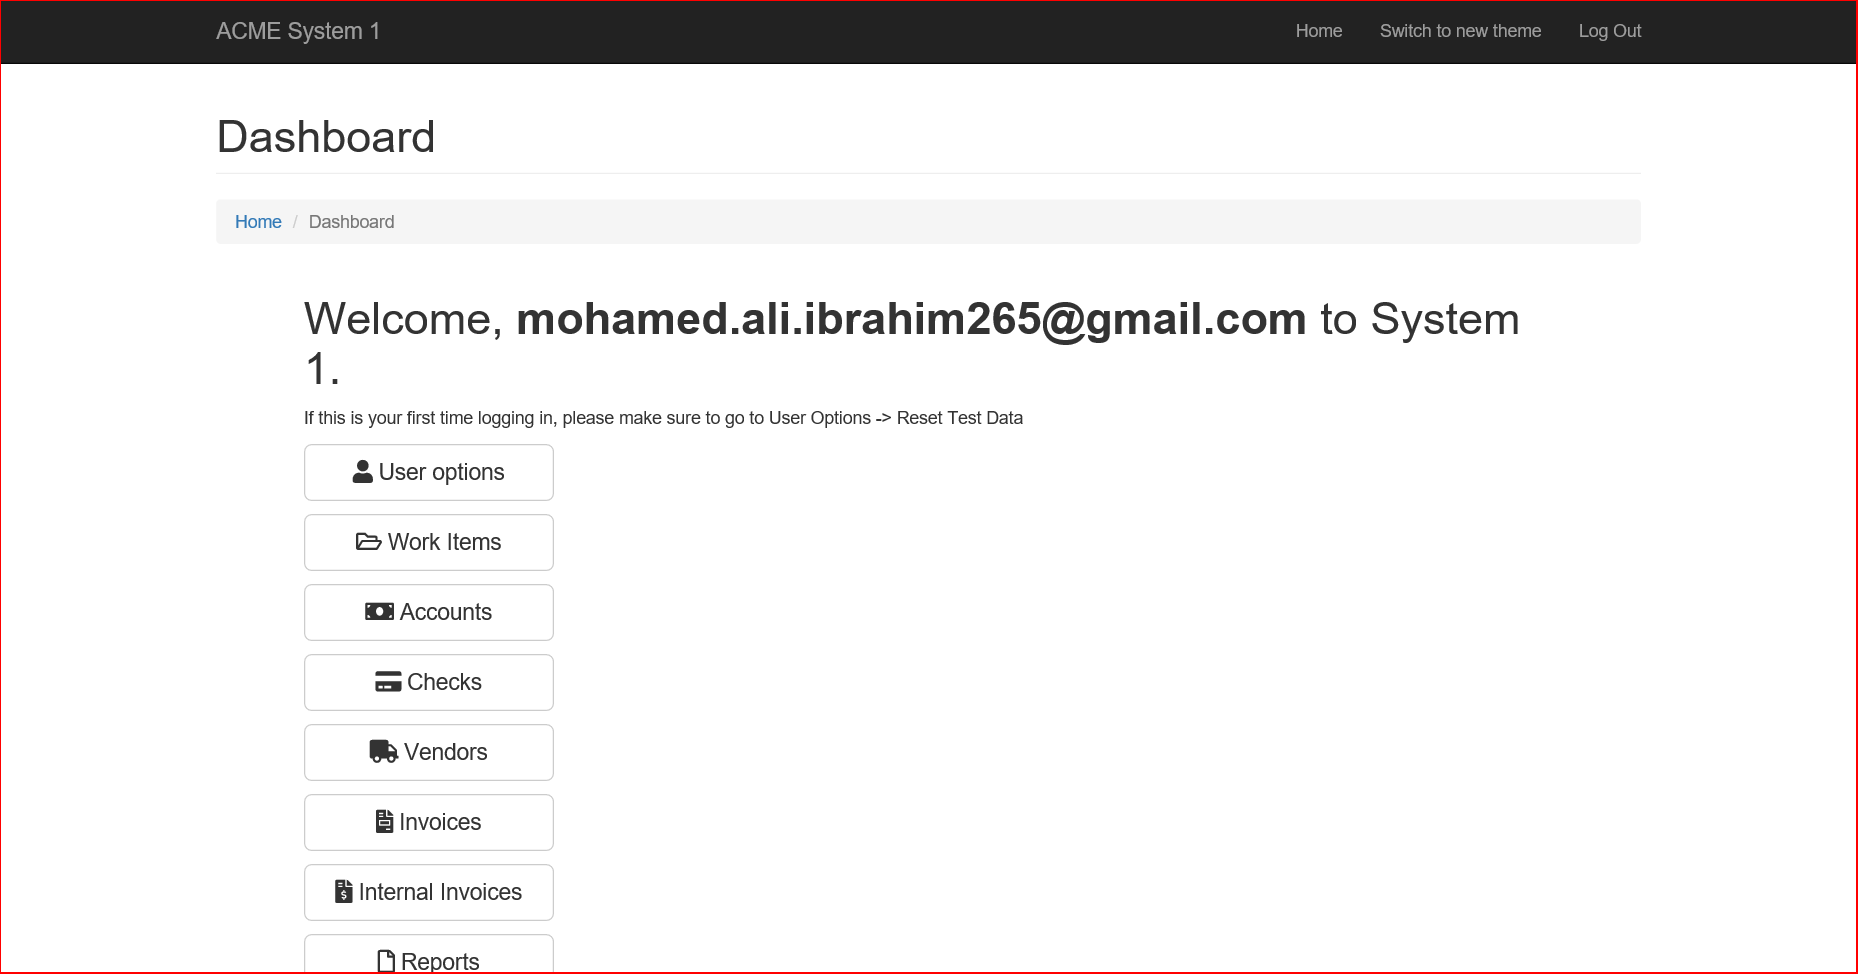 ACME System 1
Home
Switch to new theme
Log Out
Dashboard
Home / Dashboard
Welcome, mohamed.ali.ibrahim265@gmail.com to System
1.
If this is your first time logging in, please make sure to go to User Options -> Reset Test Data
User options
Work Items
Accounts
Checks
Vendors
Invoices
Internal Invoices
Reports